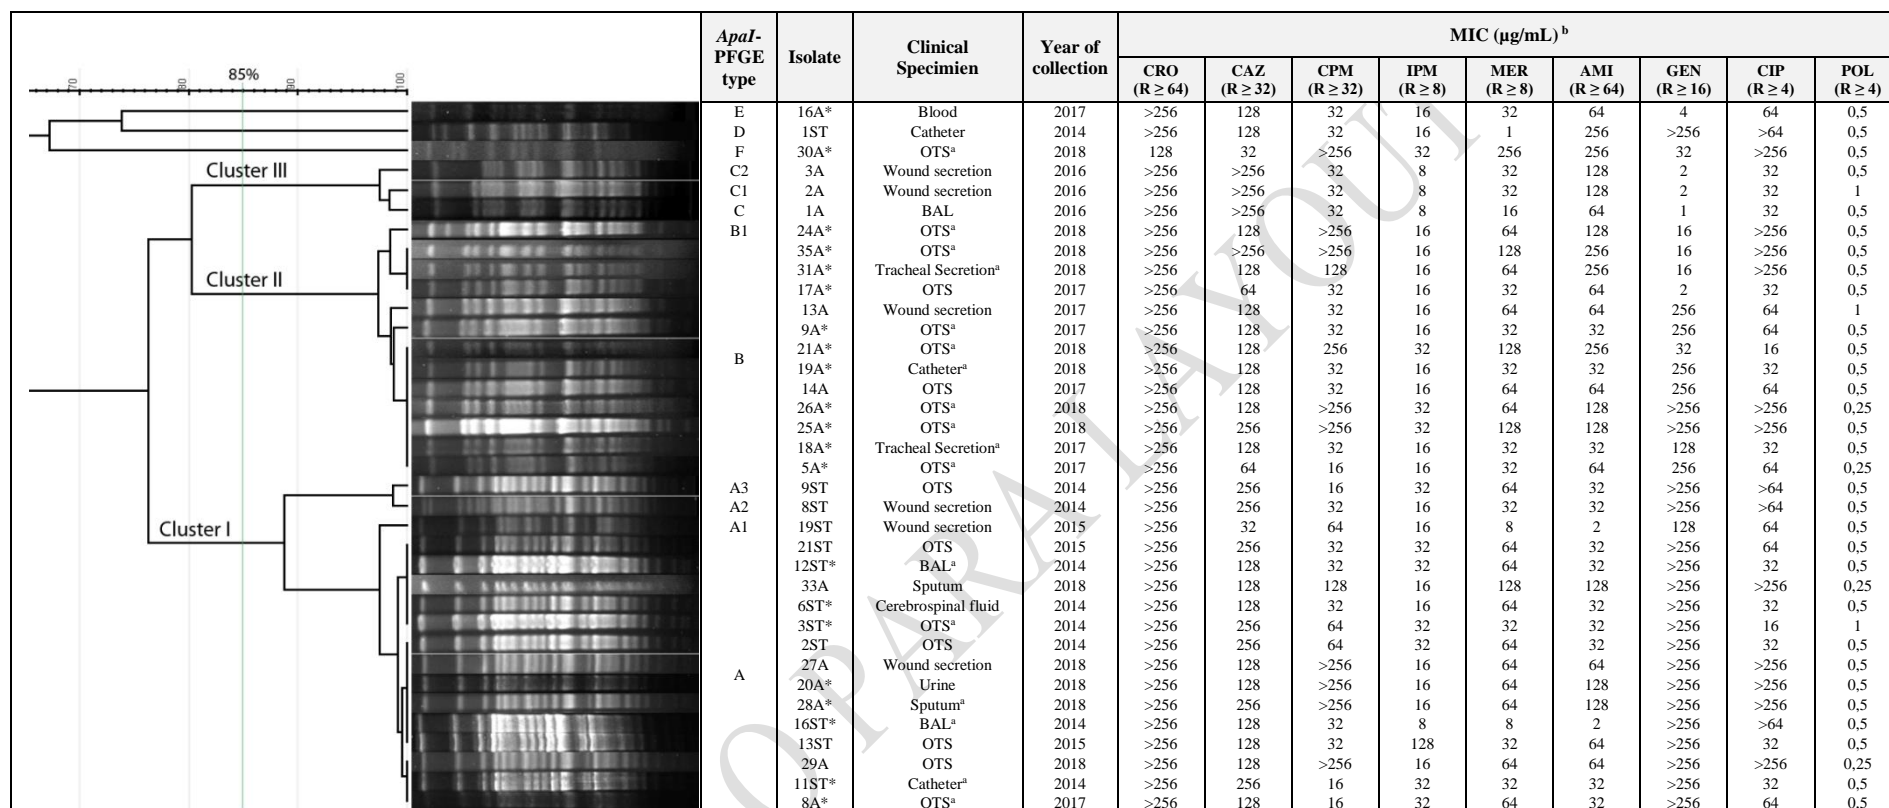 ApaI-PFGE type Isolate Clinical Specimien Year of collection MIC (µg/mL) b
CRO (R ≥ 64) CAZ (R ≥ 32) CPM (R ≥ 32) IPM (R ≥ 8) MER (R ≥ 8) AMI (R ≥ 64) GEN (R ≥ 16) CIP (R ≥ 4) POL (R ≥ 4)
70 80 85% 90 100
E 16A* Blood 2017 >256 128 32 16 32 64 4 64 0,5
D 1ST Catheter 2014 >256 128 32 16 1 256 >256 >64 0,5
F 30A* OTSa 2018 128 32 >256 32 256 256 32 >256 0,5
Cluster III
C2 3A Wound secretion 2016 >256 >256 32 8 32 128 2 32 0,5
C1 2A Wound secretion 2016 >256 >256 32 8 32 128 2 32 1
C 1A BAL 2016 >256 >256 32 8 16 64 1 32 0,5
B1 24A* OTSa 2018 >256 128 >256 16 64 128 16 >256 0,5
35A* OTSa 2018 >256 >256 >256 16 128 256 16 >256 0,5
31A* Tracheal Secretiona 2018 >256 128 128 16 64 256 16 >256 0,5
Cluster II
17A* OTS 2017 >256 64 32 16 32 64 2 32 0,5
13A Wound secretion 2017 >256 128 32 16 64 64 256 64 1
9A* OTSa 2017 >256 128 32 16 32 32 256 64 0,5
21A* OTSa 2018 >256 128 256 32 128 256 32 16 0,5
B
19A* Cathetera 2018 >256 128 32 16 32 32 256 32 0,5
14A OTS 2017 >256 128 32 16 64 64 256 64 0,5
26A* OTSa 2018 >256 128 >256 32 64 128 >256 >256 0,25
25A* OTSa 2018 >256 256 >256 32 128 128 >256 >256 0,5
18A* Tracheal Secretiona 2017 >256 128 32 16 32 32 128 32 0,5
5A* OTSa 2017 >256 64 16 16 32 64 256 64 0,25
A3 9ST OTS 2014 >256 256 16 32 64 32 >256 >64 0,5
A2 8ST Wound secretion 2014 >256 256 32 16 32 32 >256 >64 0,5
Cluster I
A1 19ST Wound secretion 2015 >256 32 64 16 8 2 128 64 0,5
21ST OTS 2015 >256 256 32 32 64 32 >256 64 0,5
12ST* BALa 2014 >256 128 32 32 64 32 >256 32 0,5
33A Sputum 2018 >256 128 128 16 128 128 >256 >256 0,25
6ST* Cerebrospinal fluid 2014 >256 128 32 16 64 32 >256 32 0,5
3ST* OTSa 2014 >256 256 64 32 32 32 >256 16 1
2ST OTS 2014 >256 256 64 32 64 32 >256 32 0,5
27A Wound secretion 2018 >256 128 >256 16 64 64 >256 >256 0,5
A
20A* Urine 2018 >256 128 >256 16 64 128 >256 >256 0,5
28A* Sputuma 2018 >256 256 >256 16 64 128 >256 >256 0,5
16ST* BALa 2014 >256 128 32 8 8 2 >256 >64 0,5
13ST OTS 2015 >256 128 32 128 32 64 >256 32 0,5
29A OTS 2018 >256 128 >256 16 64 64 >256 >256 0,25
11ST* Cathetera 2014 >256 256 16 32 32 32 >256 32 0,5
8A* OTSa 2017 >256 128 16 32 64 32 >256 64 0,5
O PARA LAYOUT